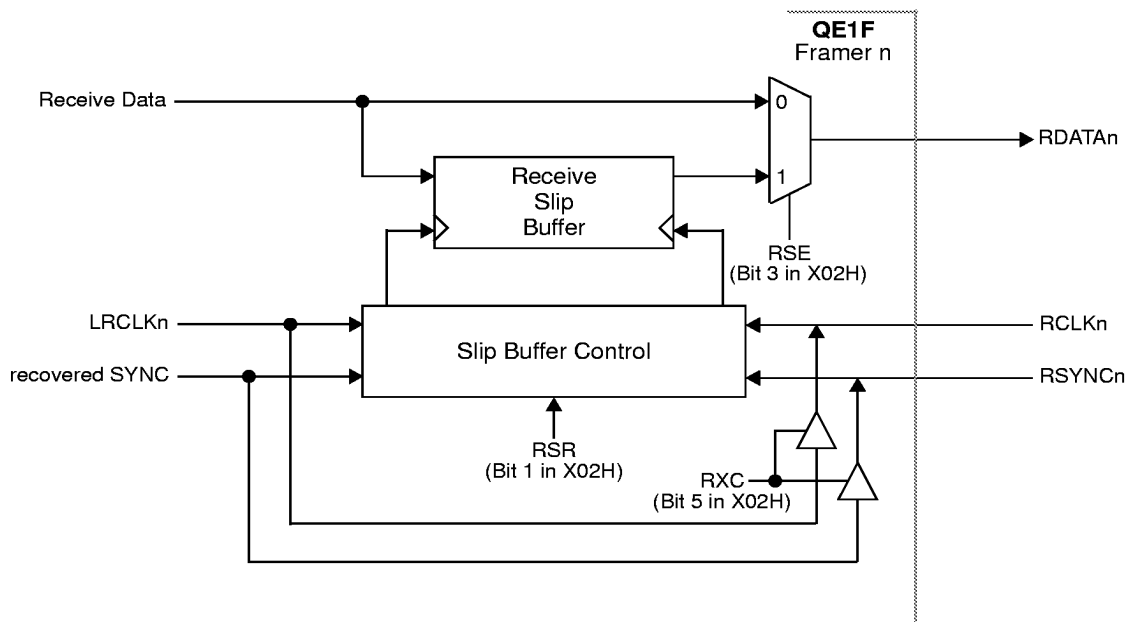 QE1F
Framer n
Receive Data
0
RDATAn
Receive
Slip
Buffer
1
RSE
(Bit 3 in X02H)
LRCLKn
RCLKn
Slip Buffer Control
recovered SYNC
RSYNCn
RSR
(Bit 1 in X02H)
RXC
(Bit 5 in X02H)